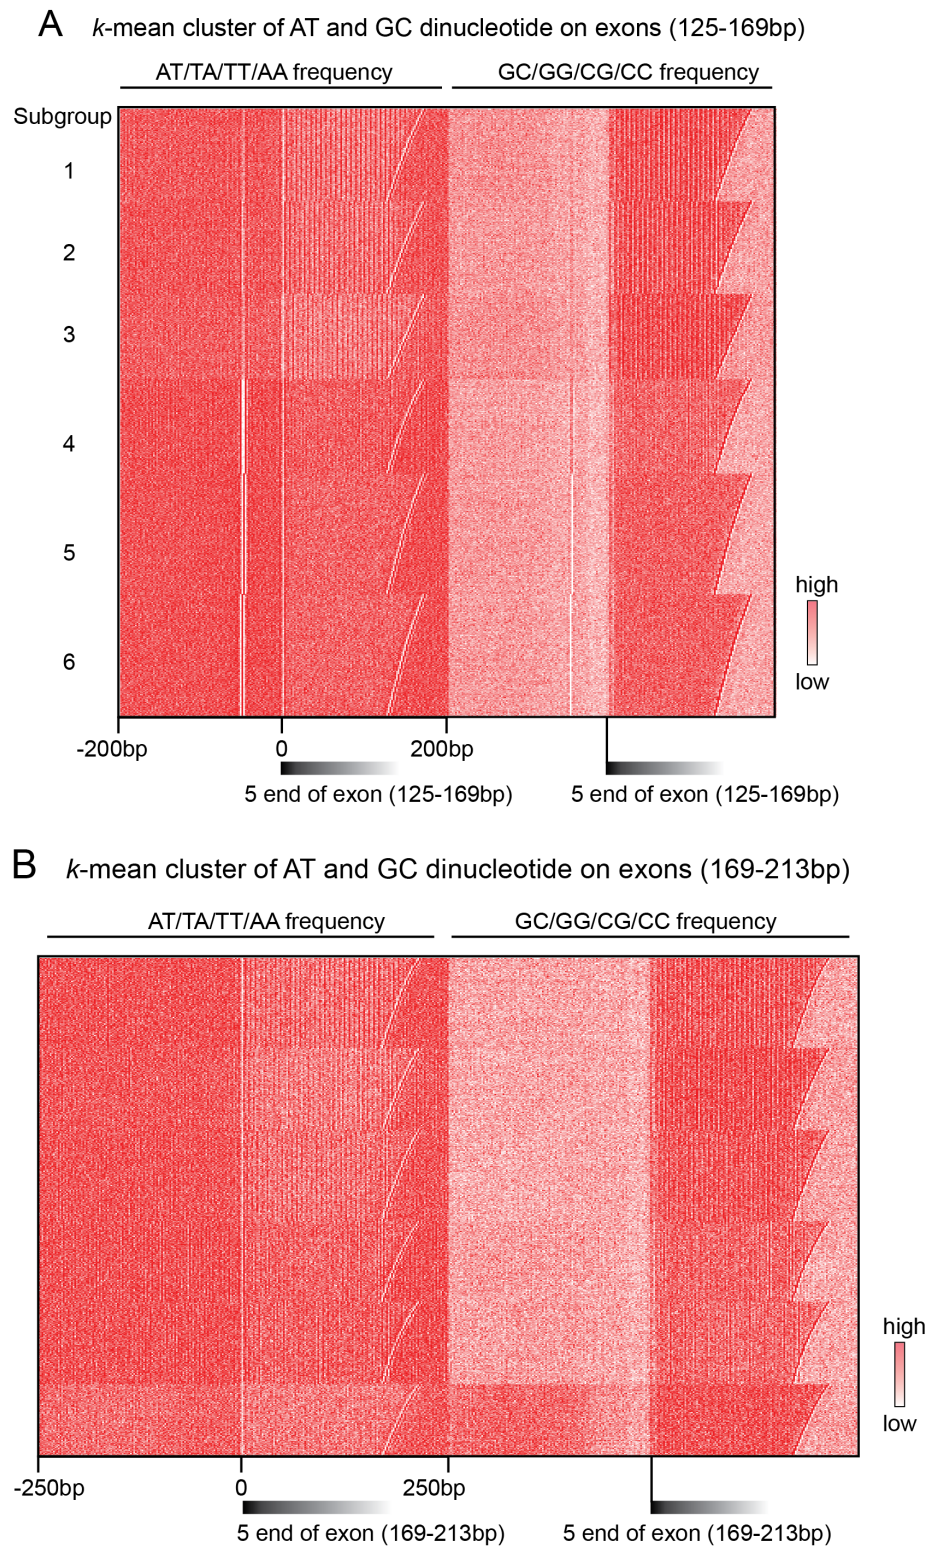 A k-mean cluster of AT and GC dinucleotide on exons (125-169bp)
AT/TA/TT/AA frequency GC/GG/CG/CC frequency
Subgroup
1
2
3
4
5
6
high
low
-200bp 0 200bp
5 end of exon (125-169bp) 5 end of exon (125-169bp)
B k-mean cluster of AT and GC dinucleotide on exons (169-213bp)
AT/TA/TT/AA frequency GC/GG/CG/CC frequency
high
low
-250bp 0 250bp
5 end of exon (169-213bp) 5 end of exon (169-213bp)